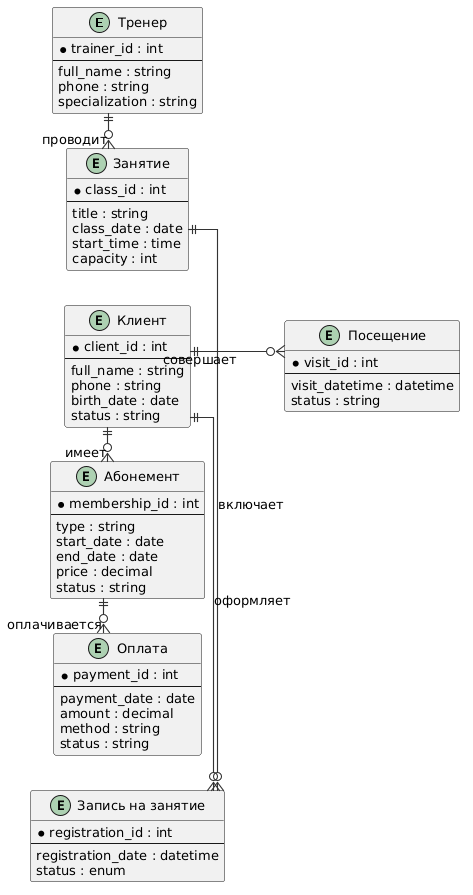 E Тренер
* trainer_id : int
full_name : string
phone : string
specialization : string
проводит
E Занятие
* class_id : int
title : string
class_date : date
start_time : time
capacity : int
E Клиент
* client_id : int
full_name : string
phone : string
birth_date : date
status : string
совершает
E Посещение
* visit_id : int
visit_datetime : datetime
status : string
имеет
E Абонемент
* membership_id : int
type : string
start_date : date
end_date : date
price : decimal
status : string
включает
оформляет
оплачивается
E Оплата
* payment_id : int
payment_date : date
amount : decimal
method : string
status : string
E Запись на занятие
* registration_id : int
registration_date : datetime
status : enum